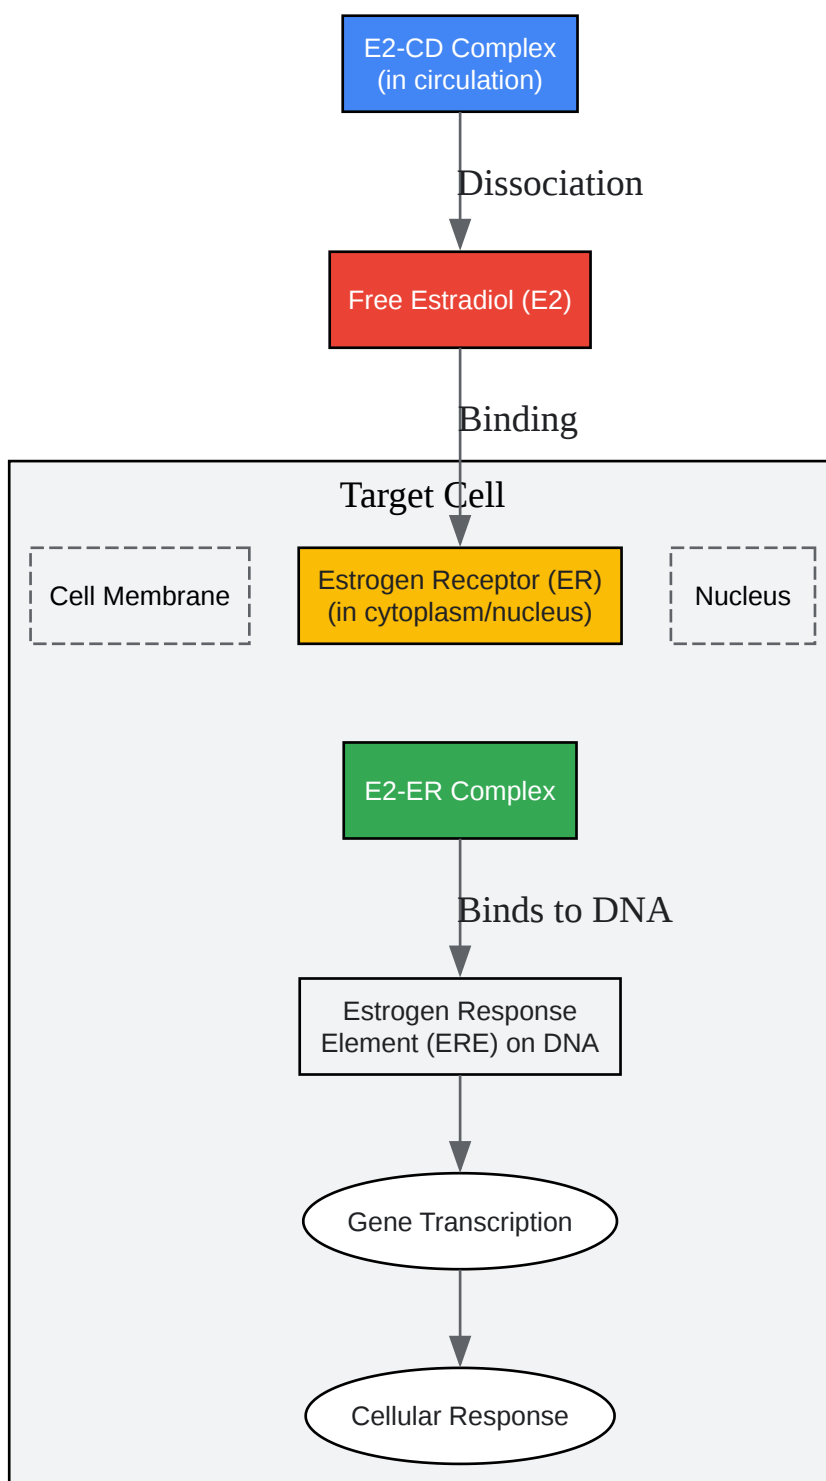 E2-CD Complex
(in circulation)
Dissociation
Free Estradiol (E2)
Binding
Target Cell
Cell Membrane
Estrogen Receptor (ER)
(in cytoplasm/nucleus)
Nucleus
E2-ER Complex
Binds to DNA
Estrogen Response
Element (ERE) on DNA
Gene Transcription
Cellular Response